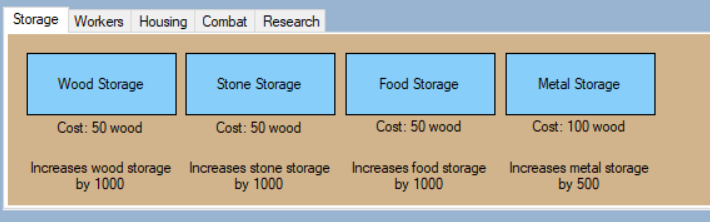 Storage Workers Housing Combat Research
Wood Storage Stone Storage Food Storage Metal Storage
Cost: 50 wood Cost: 50 wood Cost: 50 wood Cost: 100 wood
Increases wood storage Increases stone storage Increases food storage Increases metal storage
by 1000 by 1000 by 1000 by 500